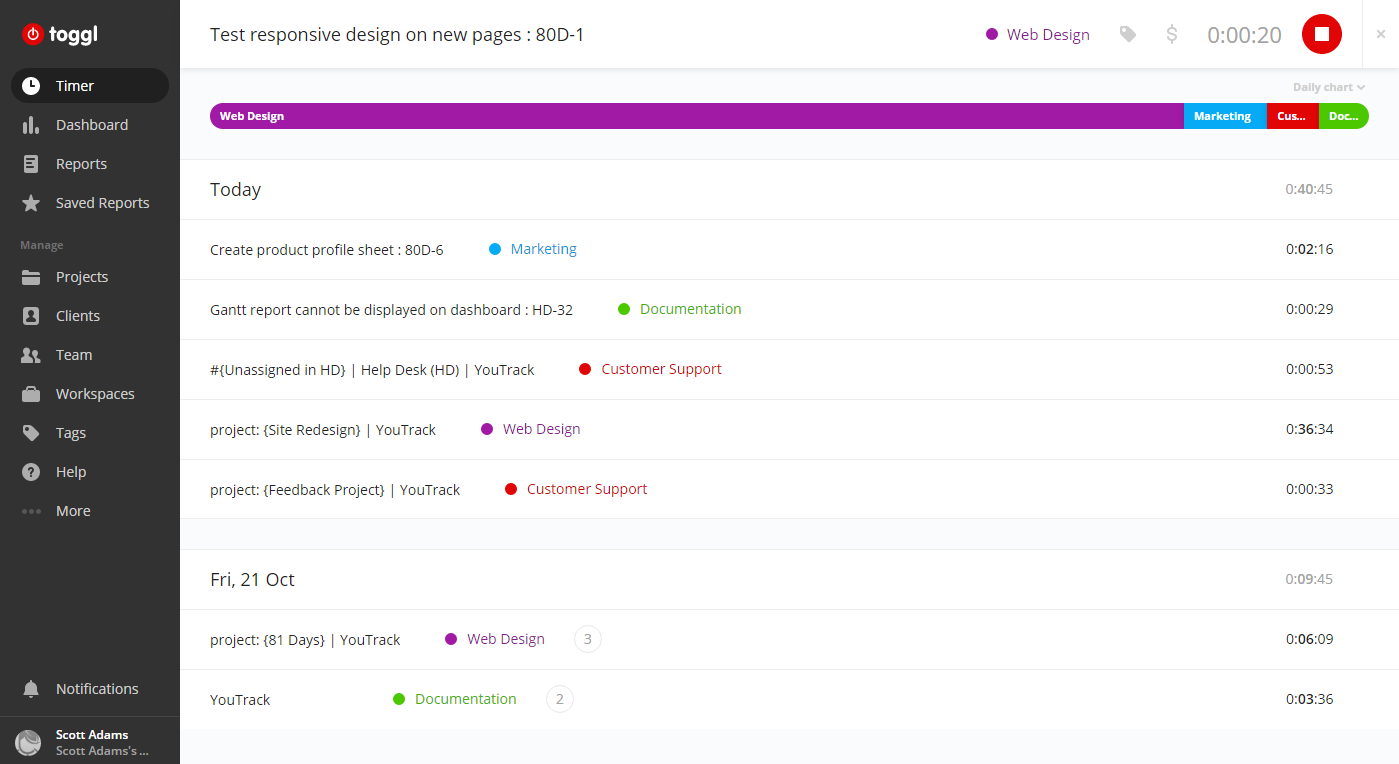 toggl
Timer
Dashboard
Reports
Saved Reports
Manage
Projects
Clients
Team
Workspaces
Tags
Help
More
Notifications
Scott Adams
Scott Adams's ...
Test responsive design on new pages : 80D-1
Web Design
$
0:00:20
×
Daily chart
Web Design Marketing Cus... Doc...
Today 0:40:45
Create product profile sheet : 80D-6 Marketing 0:02:16
Gantt report cannot be displayed on dashboard : HD-32 Documentation 0:00:29
#{Unassigned in HD} | Help Desk (HD) | YouTrack Customer Support 0:00:53
project: {Site Redesign} | YouTrack Web Design 0:36:34
project: {Feedback Project} | YouTrack Customer Support 0:00:33
Fri, 21 Oct 0:09:45
project: {81 Days} | YouTrack Web Design 3 0:06:09
YouTrack Documentation 2 0:03:36